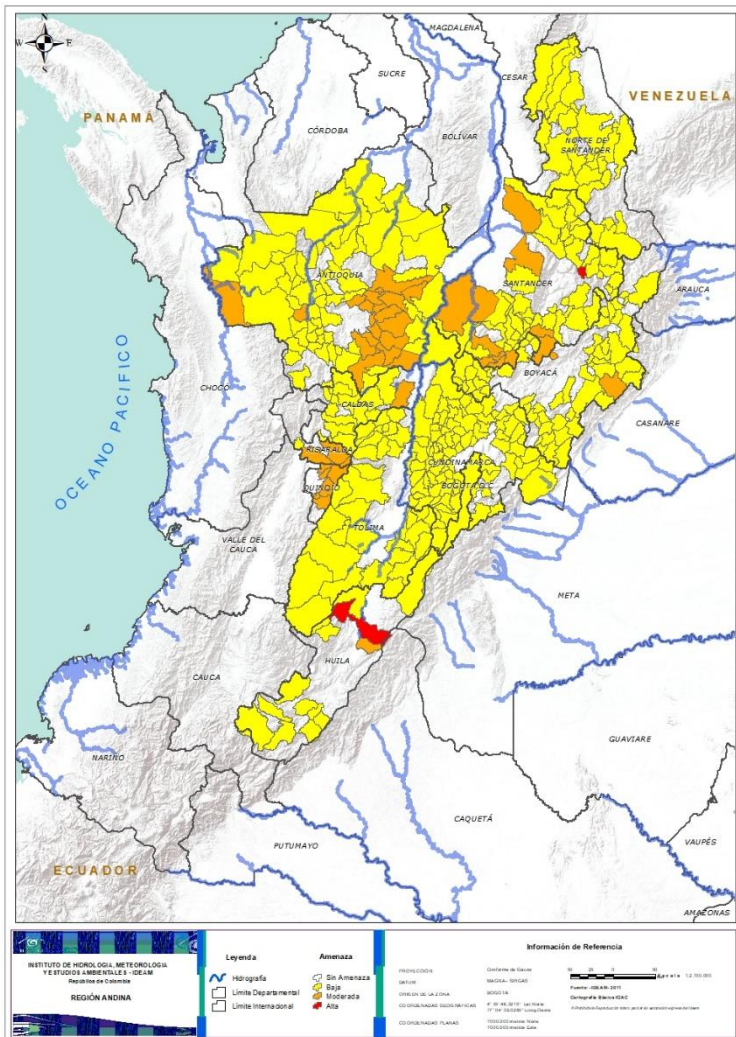 N
W
E
S
MAGDALENA
SUCRE
CESAR
VENEZUELA
PANAMÁ
CÓRDOBA
BOLÍVAR
NORTE DE
SANTANDER
ANTIOQUIA
SANTANDER
ARAUCA
OCEANO PACIFICO
CHOCO
BOYACÁ
CALDAS
CASANARE
RISARALDA
CUNDINAMARCA
QUINDIO
BOGOTÁ D.C
TOLIMA
VALLE DEL
CAUCA
META
HUILA
CAUCA
GUAVIARE
NARIÑO
CAQUETÁ
PUTUMAYO
VAUPÉS
ECUADOR
AMAZONAS
INSTITUTO DE HIDROLOGIA, METEOROLOGIA
Y ESTUDIOS AMBIENTALES - IDEAM
República de Colombia
REGIÓN ANDINA
Leyenda
Hidrografía
Límite Departamental
Límite Internacional
Amenaza
Sin Amenaza
Baja
Moderada
Alta
Información de Referencia
PROYECCIÓN
Conforme de Gauss
DATUM
MAGNA - SIRGAS
ORIGEN DE LA ZONA
BOGOTÁ
COORDENADAS GEOGRÁFICAS
COORDENADAS PLANAS
Fuente: -IDEAM- 2011
Cartografía Básica IGAC